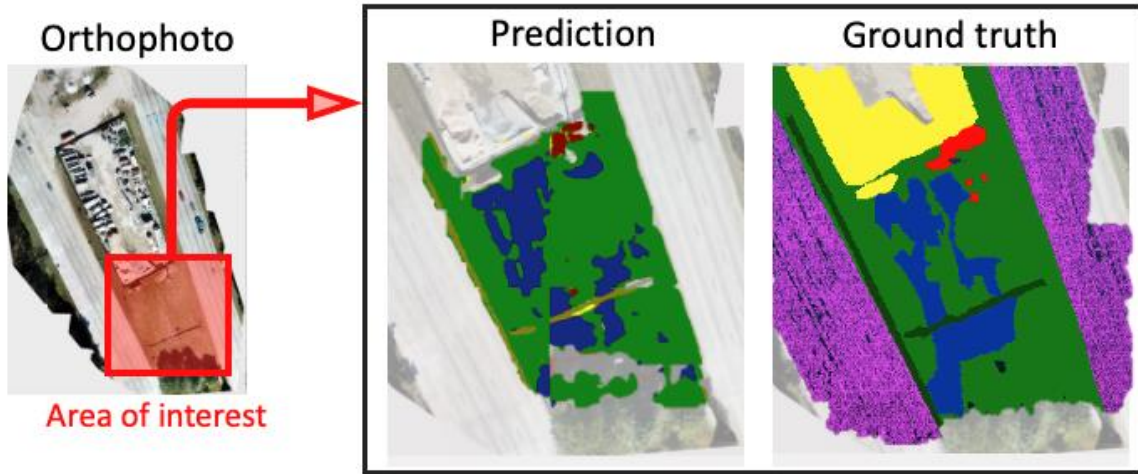 Orthophoto
Prediction
Ground truth
Area of interest